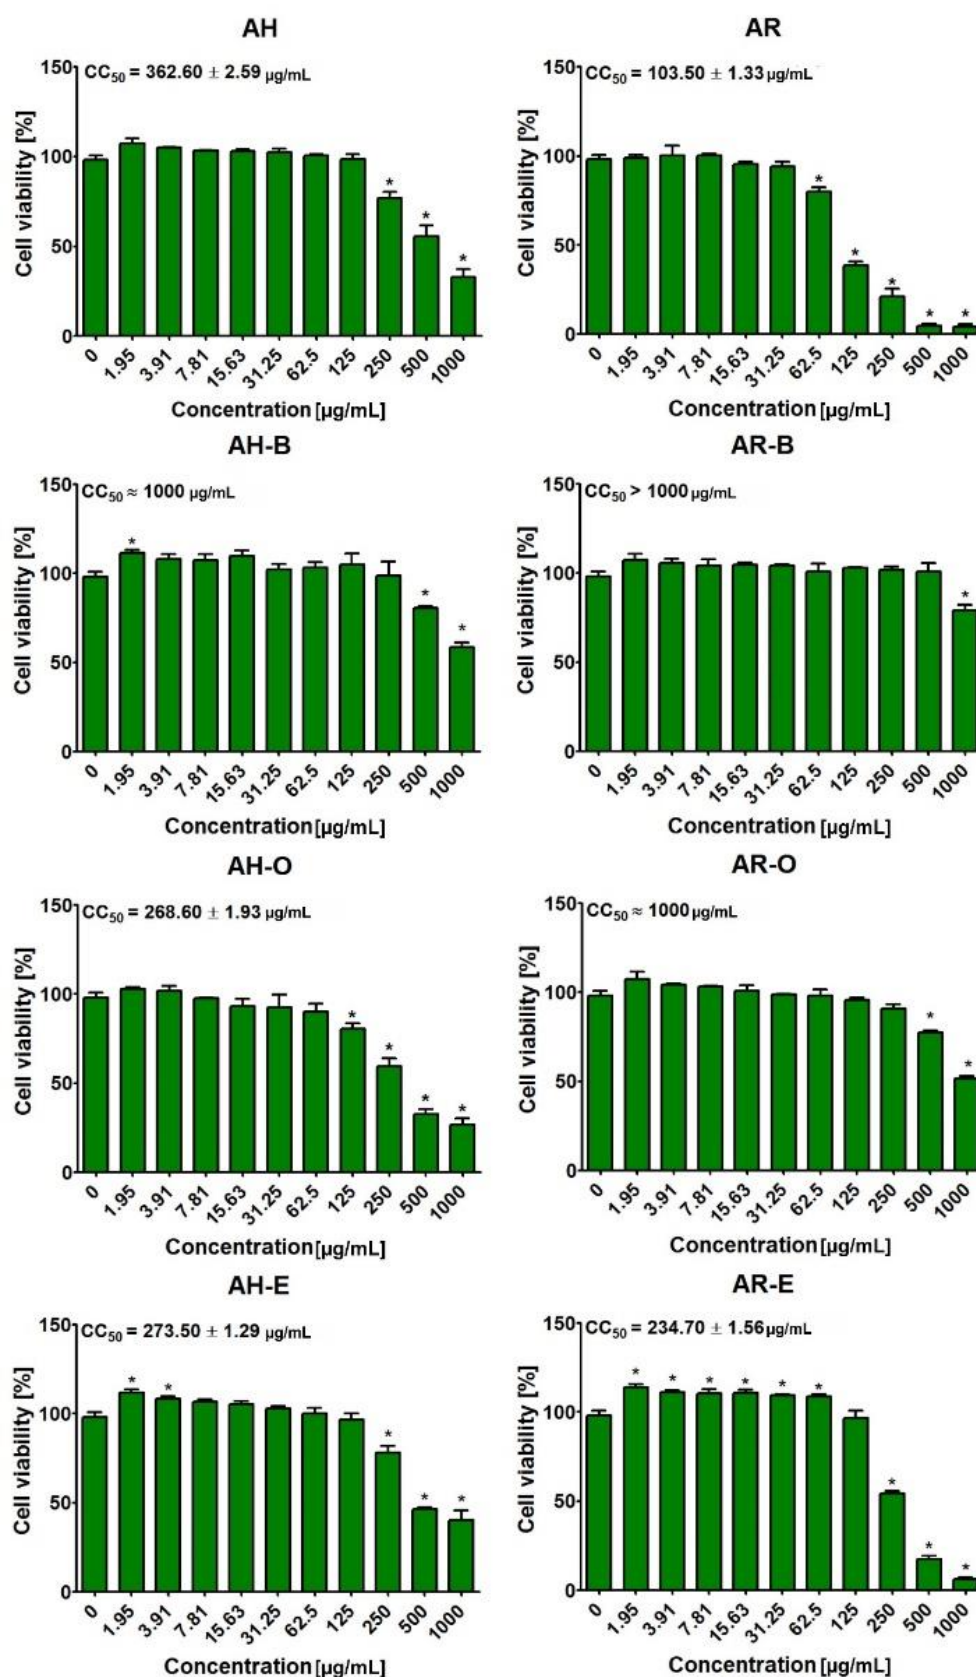 AH
CC50 = 362.60 ± 2.59 µg/mL
150
100
50
0
Cell viability [%]
0 1.95 3.91 7.81 15.63 31.25 62.5 125 250 500 1000
* * *
Concentration [µg/mL]
AR
CC50 = 103.50 ± 1.33 µg/mL
150
100
50
0
Cell viability [%]
0 1.95 3.91 7.81 15.63 31.25 62.5 125 250 500 1000
* * * * *
Concentration [µg/mL]
AH-B
CC50 ≈ 1000 µg/mL
150
100
50
0
Cell viability [%]
0 1.95 3.91 7.81 15.63 31.25 62.5 125 250 500 1000
* * *
Concentration [µg/mL]
AR-B
CC50 > 1000 µg/mL
150
100
50
0
Cell viability [%]
0 1.95 3.91 7.81 15.63 31.25 62.5 125 250 500 1000
*
Concentration [µg/mL]
AH-O
CC50 = 268.60 ± 1.93 µg/mL
150
100
50
0
Cell viability [%]
0 1.95 3.91 7.81 15.63 31.25 62.5 125 250 500 1000
* * * *
Concentration [µg/mL]
AR-O
CC50 ≈ 1000 µg/mL
150
100
50
0
Cell viability [%]
0 1.95 3.91 7.81 15.63 31.25 62.5 125 250 500 1000
* *
Concentration [µg/mL]
AH-E
CC50 = 273.50 ± 1.29 µg/mL
150
100
50
0
Cell viability [%]
0 1.95 3.91 7.81 15.63 31.25 62.5 125 250 500 1000
* * * * *
Concentration [µg/mL]
AR-E
CC50 = 234.70 ± 1.56 µg/mL
150
100
50
0
Cell viability [%]
0 1.95 3.91 7.81 15.63 31.25 62.5 125 250 500 1000
* * * * * * * * *
Concentration [µg/mL]